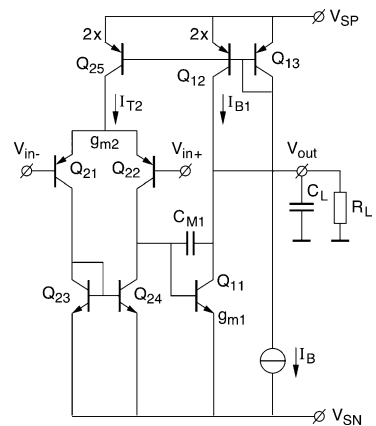 V_SP
2x
2x
Q_25
Q_12
Q_13
I_T2
I_B1
g_m2
V_in-
V_in+
V_out
Q_21
Q_22
C_L
R_L
C_M1
Q_11
Q_23
Q_24
g_m1
I_B
V_SN